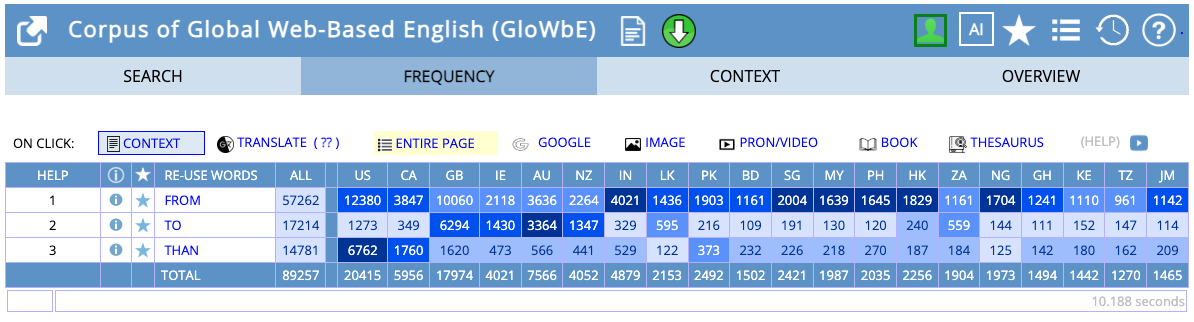 Corpus of Global Web-Based English (GloWbE) AI ?
SEARCH FREQUENCY CONTEXT OVERVIEW
ON CLICK: CONTEXT TRANSLATE ( ?? ) ENTIRE PAGE GOOGLE IMAGE PRON/VIDEO BOOK THESAURUS (HELP)
HELP RE-USE WORDS ALL US CA GB IE AU NZ IN LK PK BD SG MY PH HK ZA NG GH KE TZ JM
1 FROM 57262 12380 3847 10060 2118 3636 2264 4021 1436 1903 1161 2004 1639 1645 1829 1161 1704 1241 1110 961 1142
2 TO 17214 1273 349 6294 1430 3364 1347 329 595 216 109 191 130 120 240 559 144 111 152 147 114
3 THAN 14781 6762 1760 1620 473 566 441 529 122 373 232 226 218 270 187 184 125 142 180 162 209
TOTAL 89257 20415 5956 17974 4021 7566 4052 4879 2153 2492 1502 2421 1987 2035 2256 1904 1973 1494 1442 1270 1465
10.188 seconds